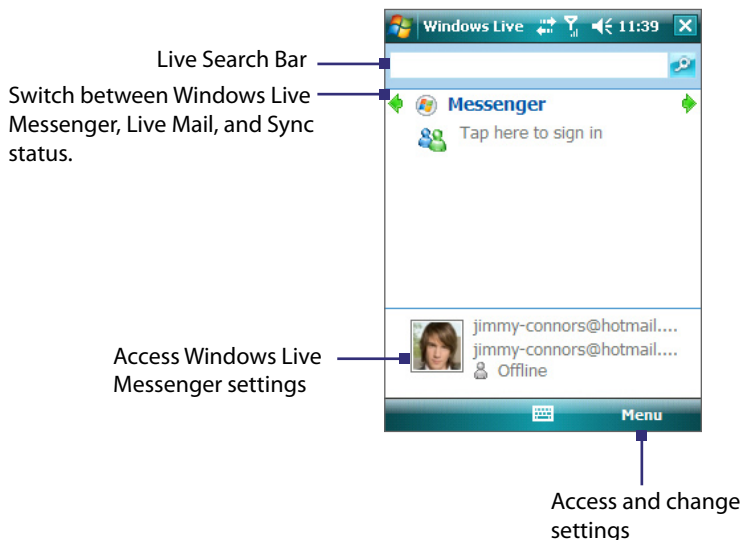 Windows Live 11:39
Live Search Bar
Switch between Windows Live
Messenger, Live Mail, and Sync
status.
Messenger
Tap here to sign in
Access Windows Live
Messenger settings
jimmy-connors@hotmail....
jimmy-connors@hotmail....
Offline
Menu
Access and change
settings